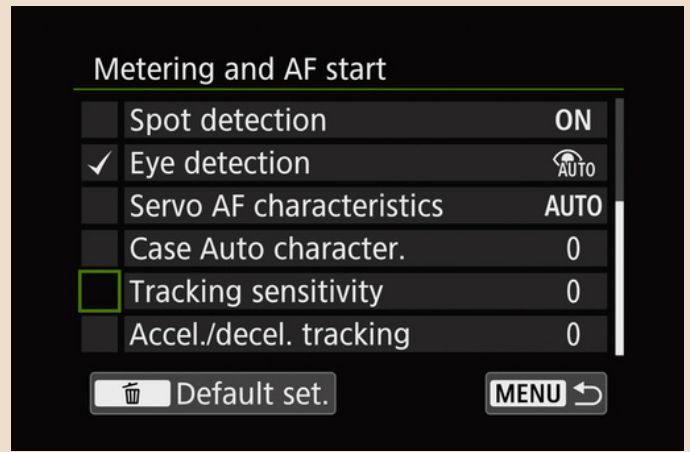 Metering and AF start
Spot detection ON
Eye detection AUTO
Servo AF characteristics AUTO
Case Auto character. 0
Tracking sensitivity 0
Accel./decel. tracking 0
Default set. MENU